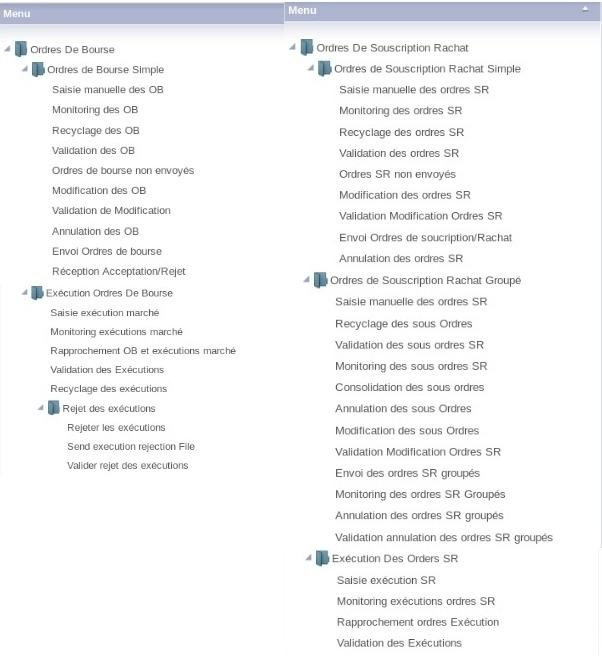 Menu
Ordres De Bourse
Ordres de Bourse Simple
Saisie manuelle des OB
Monitoring des OB
Recyclage des OB
Validation des OB
Ordres de bourse non envoyés
Modification des OB
Validation de Modification
Annulation des OB
Envoi Ordres de bourse
Réception Acceptation/Rejet
Exécution Ordres De Bourse
Saisie exécution marché
Monitoring exécutions marché
Rapprochement OB et exécutions marché
Validation des Exécutions
Recyclage des exécutions
Rejet des exécutions
Rejeter les exécutions
Send execution rejection File
Valider rejet des exécutions
Menu
Ordres De Souscription Rachat
Ordres de Souscription Rachat Simple
Saisie manuelle des ordres SR
Monitoring des ordres SR
Recyclage des ordres SR
Validation des ordres SR
Ordres SR non envoyés
Modification des ordres SR
Validation Modification Ordres SR
Envoi Ordres de soucription/Rachat
Annulation des ordres SR
Ordres de Souscription Rachat Groupé
Saisie manuelle des ordres SR
Recyclage des sous Ordres
Validation des sous ordres SR
Monitoring des sous ordres SR
Consolidation des sous ordres
Annulation des sous Ordres
Modification des sous Ordres
Validation Modification Ordres SR
Envoi des ordres SR groupés
Monitoring des ordres SR Groupés
Annulation des ordres SR groupés
Validation annulation des ordres SR groupés
Exécution Des Orders SR
Saisie exécution SR
Monitoring exécutions ordres SR
Rapprochement ordres Exécution
Validation des Exécutions